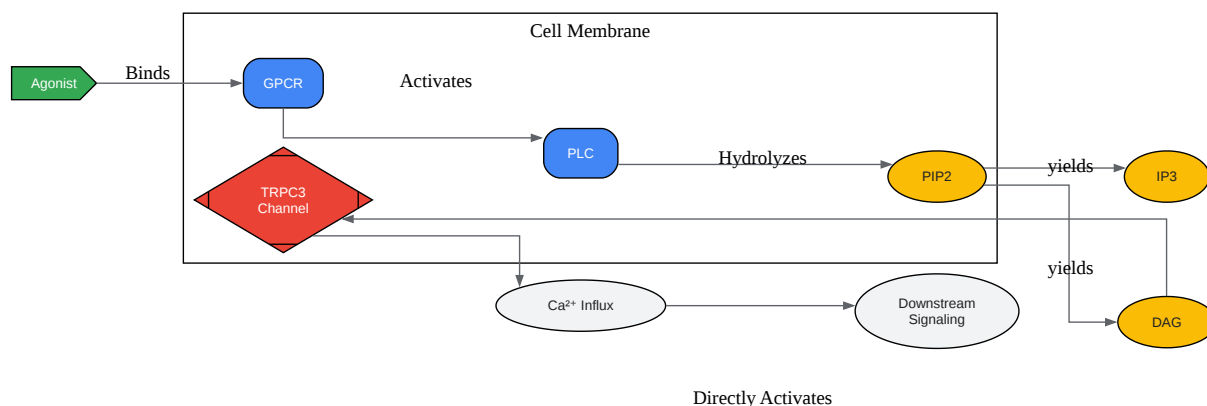 Cell Membrane
Agonist
Binds
GPCR
Activates
PLC
Hydrolyzes
PIP2
yields
IP3
TRPC3
Channel
yields
Ca²⁺ Influx
Downstream
Signaling
DAG
Directly Activates